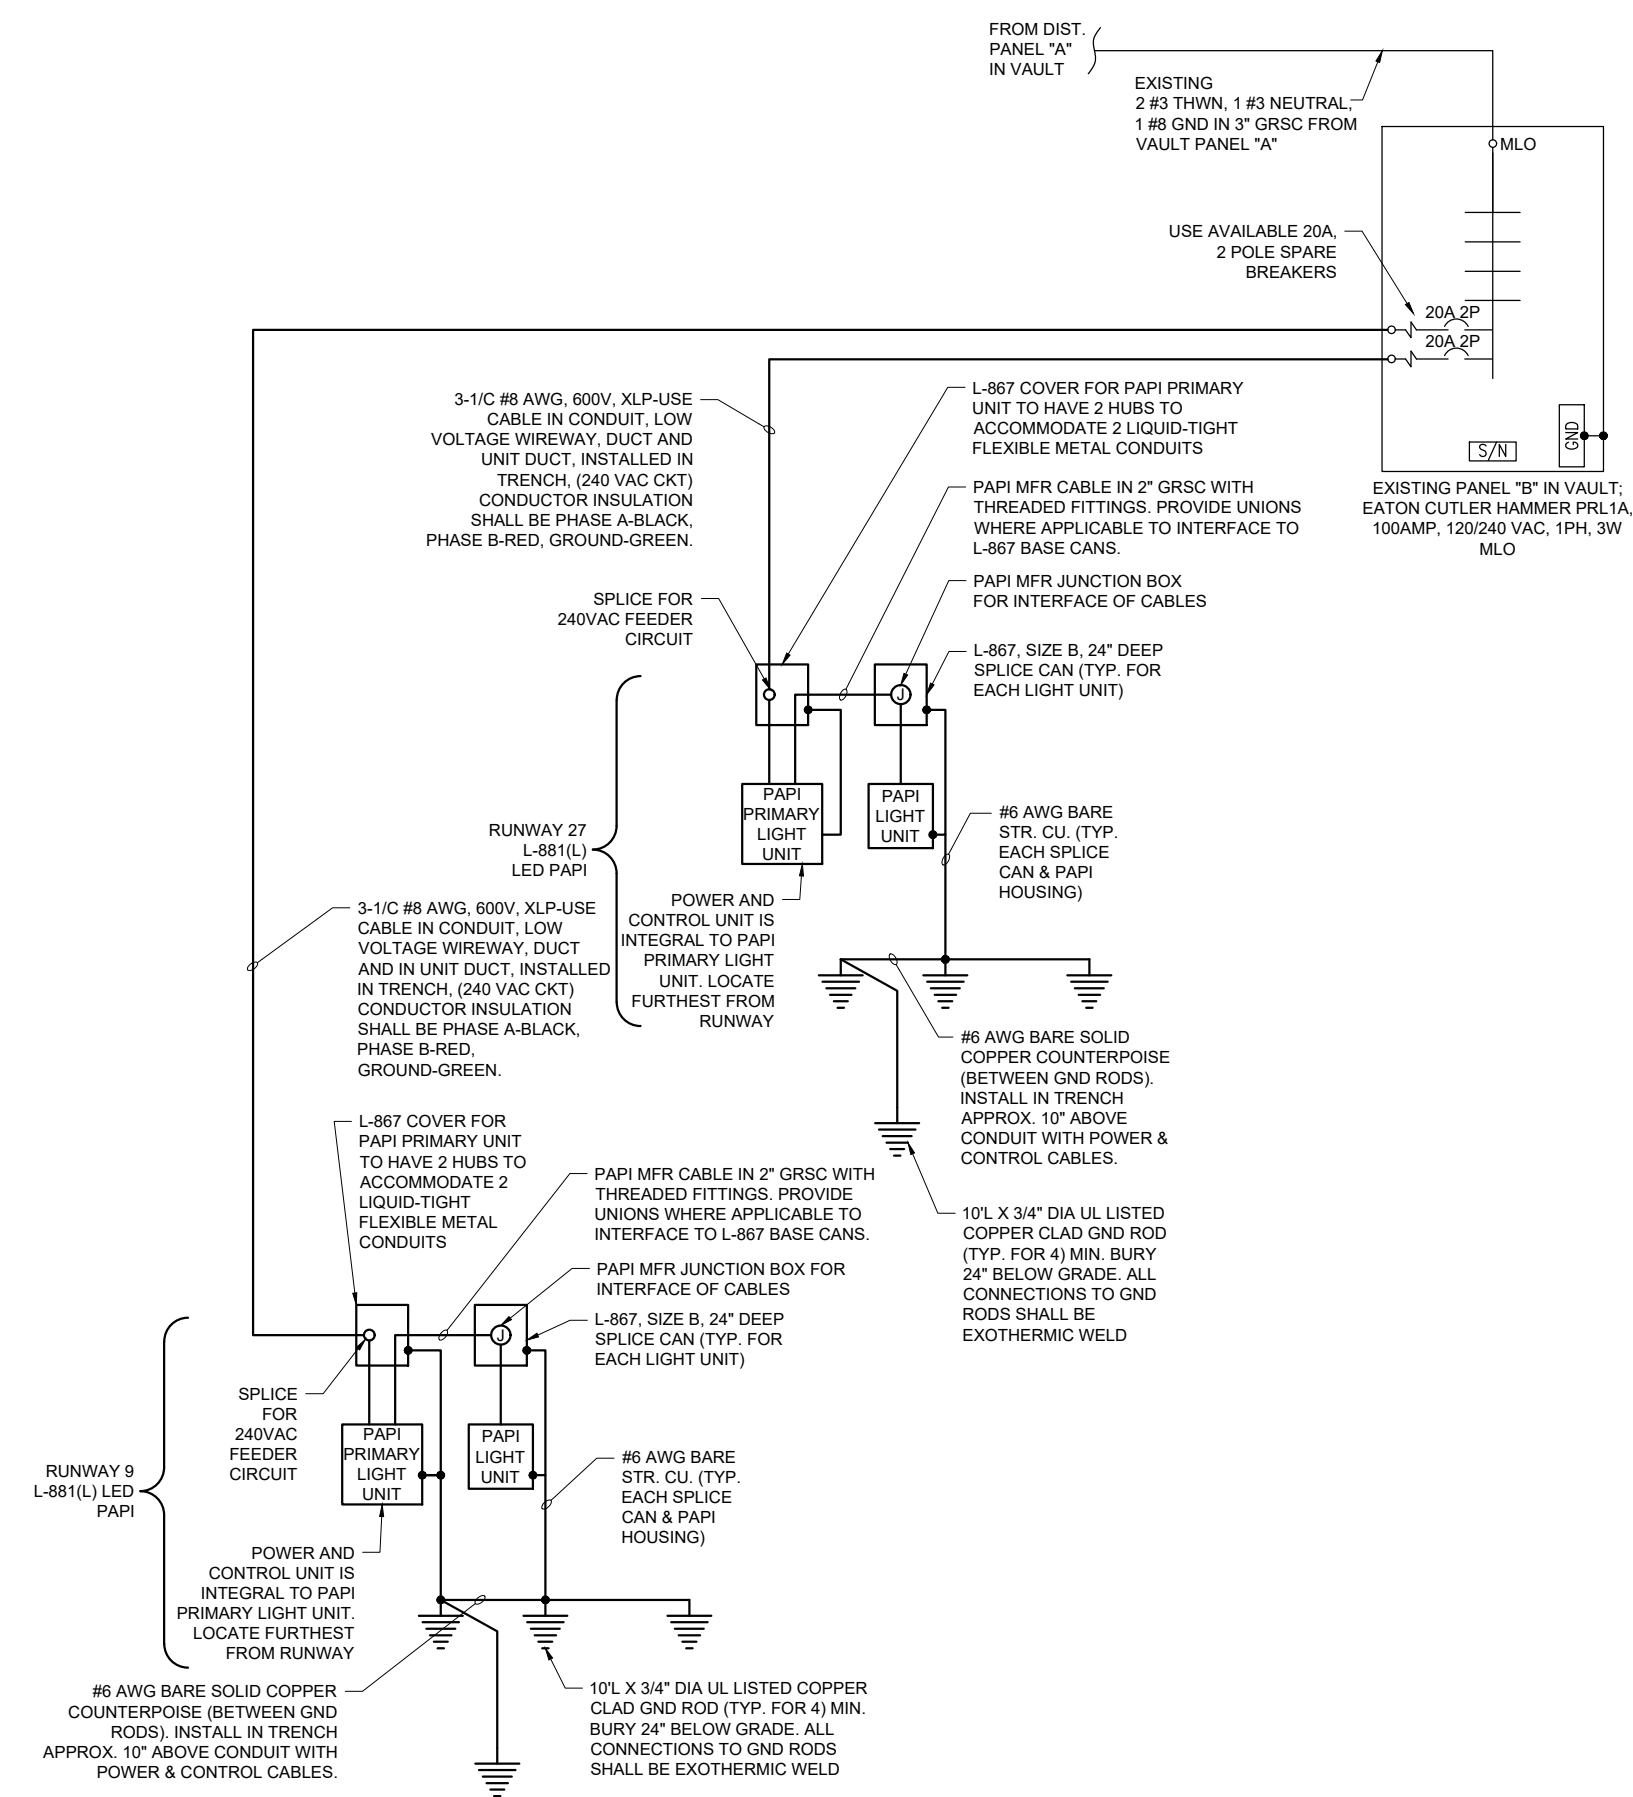 FROM DIST.
PANEL "A"
IN VAULT
EXISTING
2 #3 THWN, 1 #3 NEUTRAL,
1 #8 GND IN 3" GRSC FROM
VAULT PANEL "A"
MLO
USE AVAILABLE 20A,
2 POLE SPARE
BREAKERS
20A 2P
20A 2P
S/N
GND
EXISTING PANEL "B" IN VAULT;
EATON CUTLER HAMMER PRL1A,
100AMP, 120/240 VAC, 1PH, 3W
MLO
3-1/C #8 AWG, 600V, XLP-USE
CABLE IN CONDUIT, LOW
VOLTAGE WIREWAY, DUCT AND
UNIT DUCT, INSTALLED IN
TRENCH, (240 VAC CKT)
CONDUCTOR INSULATION
SHALL BE PHASE A-BLACK,
PHASE B-RED, GROUND-GREEN.
L-867 COVER FOR PAPI PRIMARY
UNIT TO HAVE 2 HUBS TO
ACCOMMODATE 2 LIQUID-TIGHT
FLEXIBLE METAL CONDUITS
PAPI MFR CABLE IN 2" GRSC WITH
THREADED FITTINGS. PROVIDE UNIONS
WHERE APPLICABLE TO INTERFACE TO
L-867 BASE CANS.
PAPI MFR JUNCTION BOX
FOR INTERFACE OF CABLES
SPLICE FOR
240VAC FEEDER
CIRCUIT
L-867, SIZE B, 24" DEEP
SPLICE CAN (TYP. FOR
EACH LIGHT UNIT)
J
PAPI
PRIMARY
LIGHT
UNIT
PAPI
LIGHT
UNIT
#6 AWG BARE
STR. CU. (TYP.
EACH SPLICE
CAN & PAPI
HOUSING)
RUNWAY 27
L-881(L)
LED PAPI
POWER AND
CONTROL UNIT IS
INTEGRAL TO PAPI
PRIMARY LIGHT
UNIT. LOCATE
FURTHEST FROM
RUNWAY
3-1/C #8 AWG, 600V, XLP-USE
CABLE IN CONDUIT, LOW
VOLTAGE WIREWAY, DUCT
AND IN UNIT DUCT, INSTALLED
IN TRENCH, (240 VAC CKT)
CONDUCTOR INSULATION
SHALL BE PHASE A-BLACK,
PHASE B-RED,
GROUND-GREEN.
#6 AWG BARE SOLID
COPPER COUNTERPOISE
(BETWEEN GND RODS).
INSTALL IN TRENCH
APPROX. 10" ABOVE
CONDUIT WITH POWER &
CONTROL CABLES.
10'L X 3/4" DIA UL LISTED
COPPER CLAD GND ROD
(TYP. FOR 4) MIN. BURY
24" BELOW GRADE. ALL
CONNECTIONS TO GND
RODS SHALL BE
EXOTHERMIC WELD
L-867 COVER FOR
PAPI PRIMARY UNIT
TO HAVE 2 HUBS TO
ACCOMMODATE 2
LIQUID-TIGHT
FLEXIBLE METAL
CONDUITS
PAPI MFR CABLE IN 2" GRSC WITH
THREADED FITTINGS. PROVIDE
UNIONS WHERE APPLICABLE TO
INTERFACE TO L-867 BASE CANS.
PAPI MFR JUNCTION BOX FOR
INTERFACE OF CABLES
L-867, SIZE B, 24" DEEP
SPLICE CAN (TYP. FOR
EACH LIGHT UNIT)
J
SPLICE
FOR
240VAC
FEEDER
CIRCUIT
PAPI
PRIMARY
LIGHT
UNIT
PAPI
LIGHT
UNIT
#6 AWG BARE
STR. CU. (TYP.
EACH SPLICE
CAN & PAPI
HOUSING)
RUNWAY 9
L-881(L) LED
PAPI
POWER AND
CONTROL UNIT IS
INTEGRAL TO PAPI
PRIMARY LIGHT UNIT.
LOCATE FURTHEST
FROM RUNWAY
#6 AWG BARE SOLID COPPER
COUNTERPOISE (BETWEEN GND
RODS). INSTALL IN TRENCH
APPROX. 10" ABOVE CONDUIT WITH
POWER & CONTROL CABLES.
10'L X 3/4" DIA UL LISTED COPPER
CLAD GND ROD (TYP. FOR 4) MIN.
BURY 24" BELOW GRADE. ALL
CONNECTIONS TO GND RODS
SHALL BE EXOTHERMIC WELD